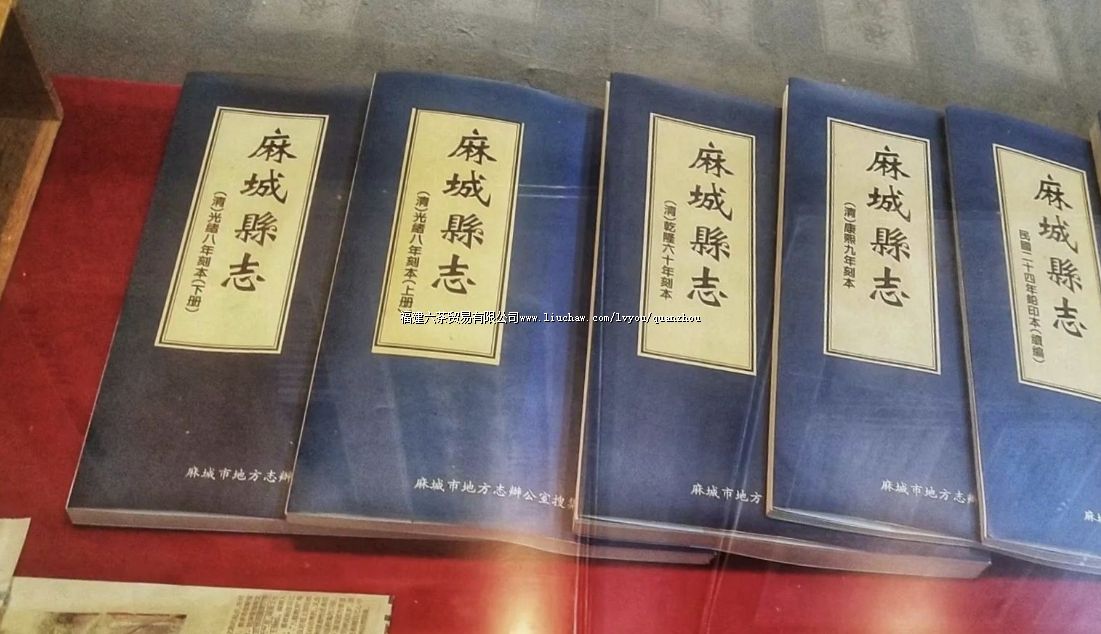 麻城縣志
(清)光緒八年刻本(下册)
麻城市地方志辦
麻城縣志
(清)光緒八年刻本(上册)
麻城市地方志辦公室搜集
麻城縣志
(清)乾隆六十年刻本
麻城市地方
麻城縣志
(清)康熙九年刻本
麻城市地方志辦
麻城縣志
民國二十四年鉛印本(續編)
麻城
福建六茶贸易有限公司www.liuchaw.com/lvyou/quanzhou